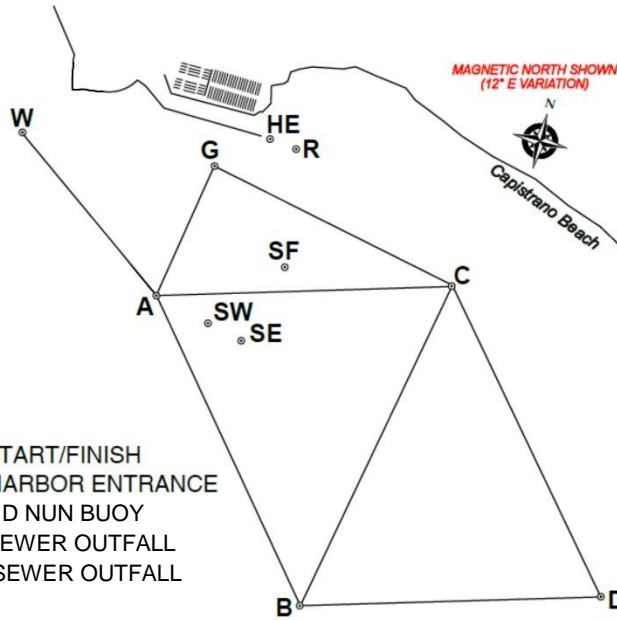 MAGNETIC NORTH SHOWN
(12° E VARIATION)
N
W
HE
R
G
Capistrano Beach
SF
C
A
SW
SE
TART/FINISH
HARBOR ENTRANCE
D NUN BUOY
SEWER OUTFALL
SEWER OUTFALL
B
D